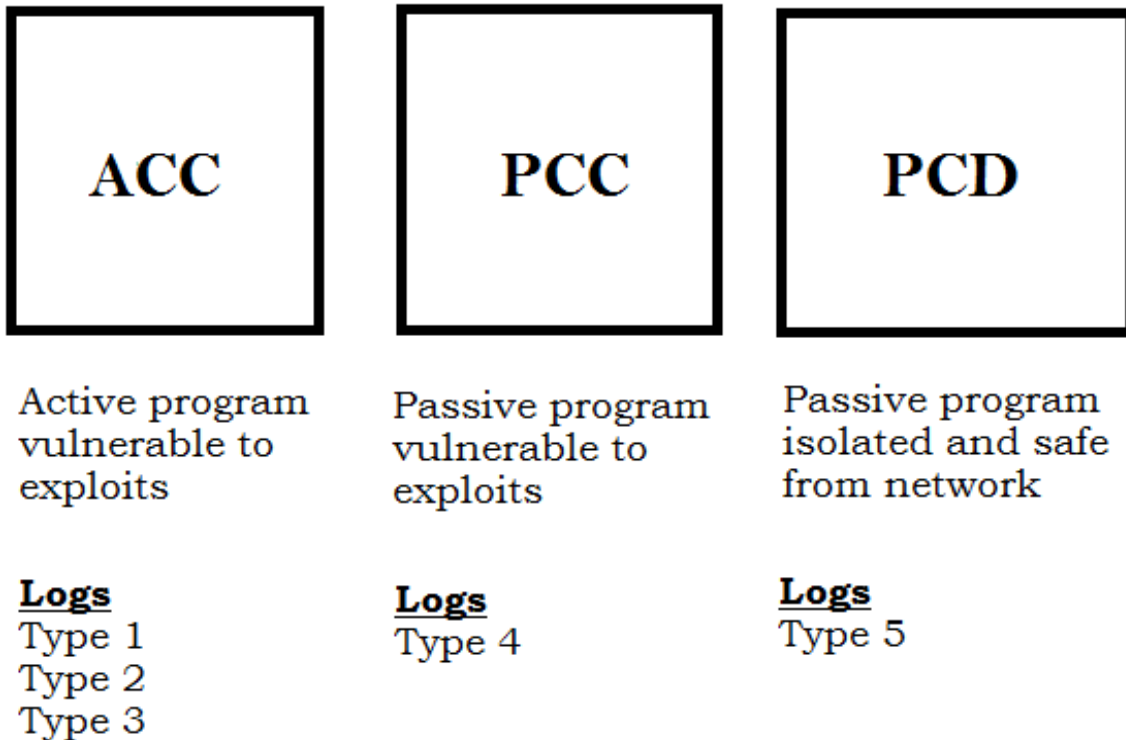 ACC
PCC
PCD
Active program
vulnerable to
exploits
Passive program
vulnerable to
exploits
Passive program
isolated and safe
from network
Logs
Type 1
Type 2
Type 3
Logs
Type 4
Logs
Type 5